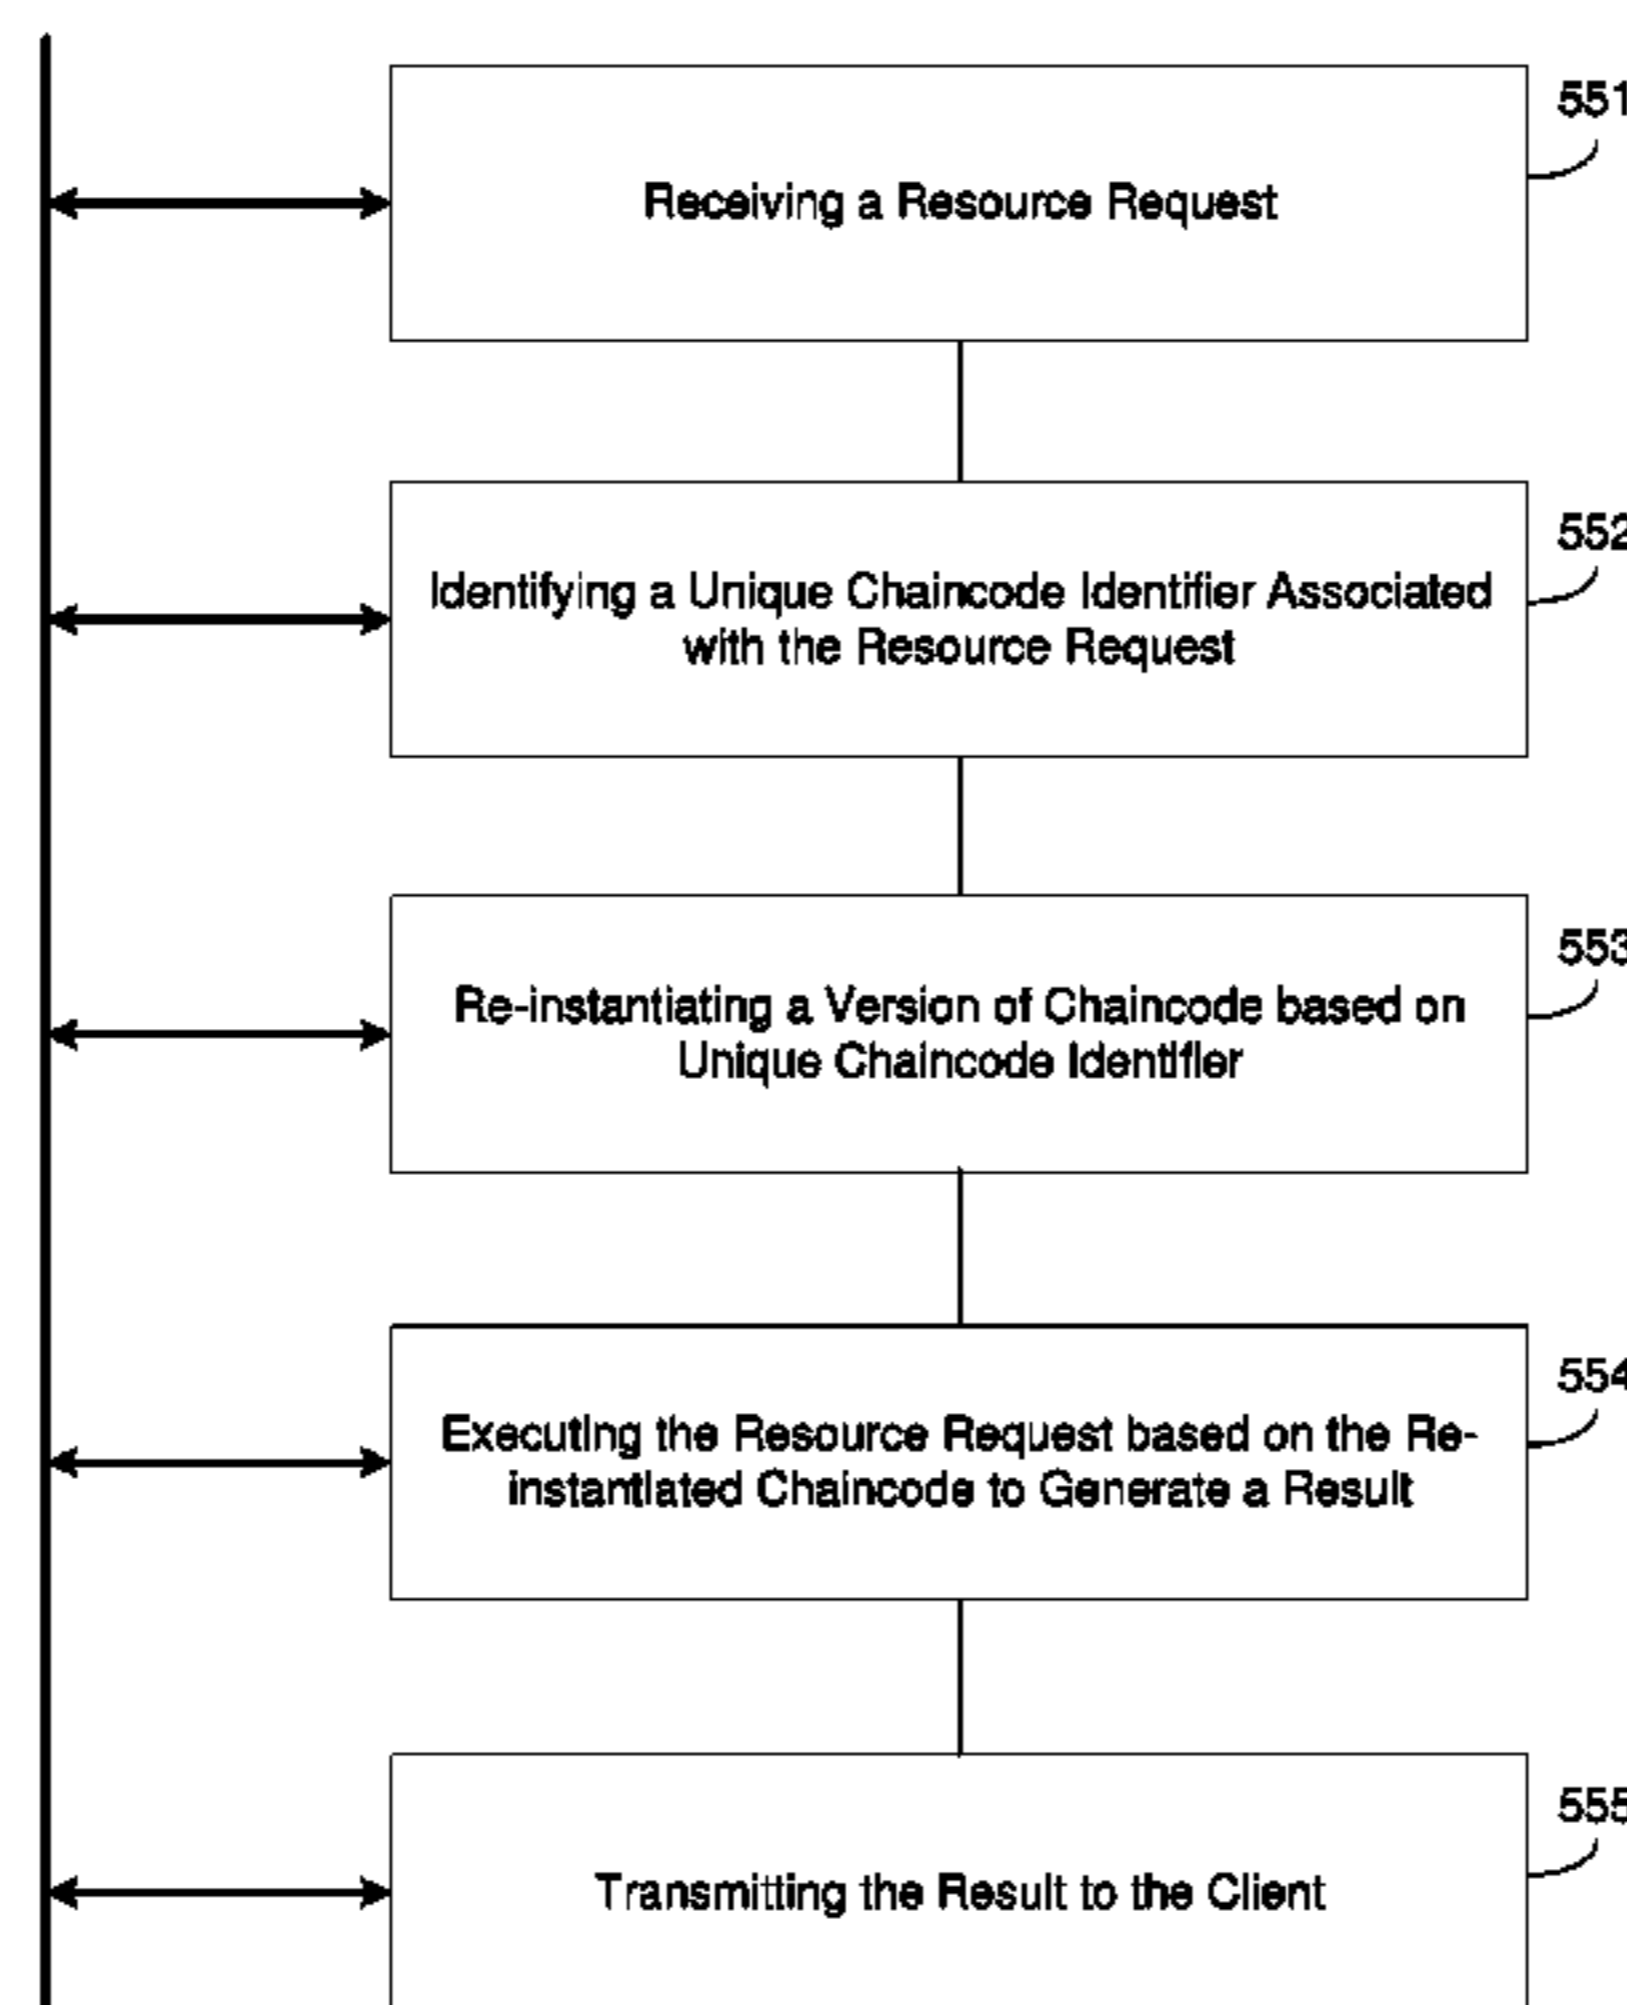 551
Receiving a Resource Request
552
Identifying a Unique Chaincode Identifier Associated
with the Resource Request
553
Re-instantiating a Version of Chaincode based on
Unique Chaincode Identifier
554
Executing the Resource Request based on the Re-
instantiated Chaincode to Generate a Result
555
Transmitting the Result to the Client